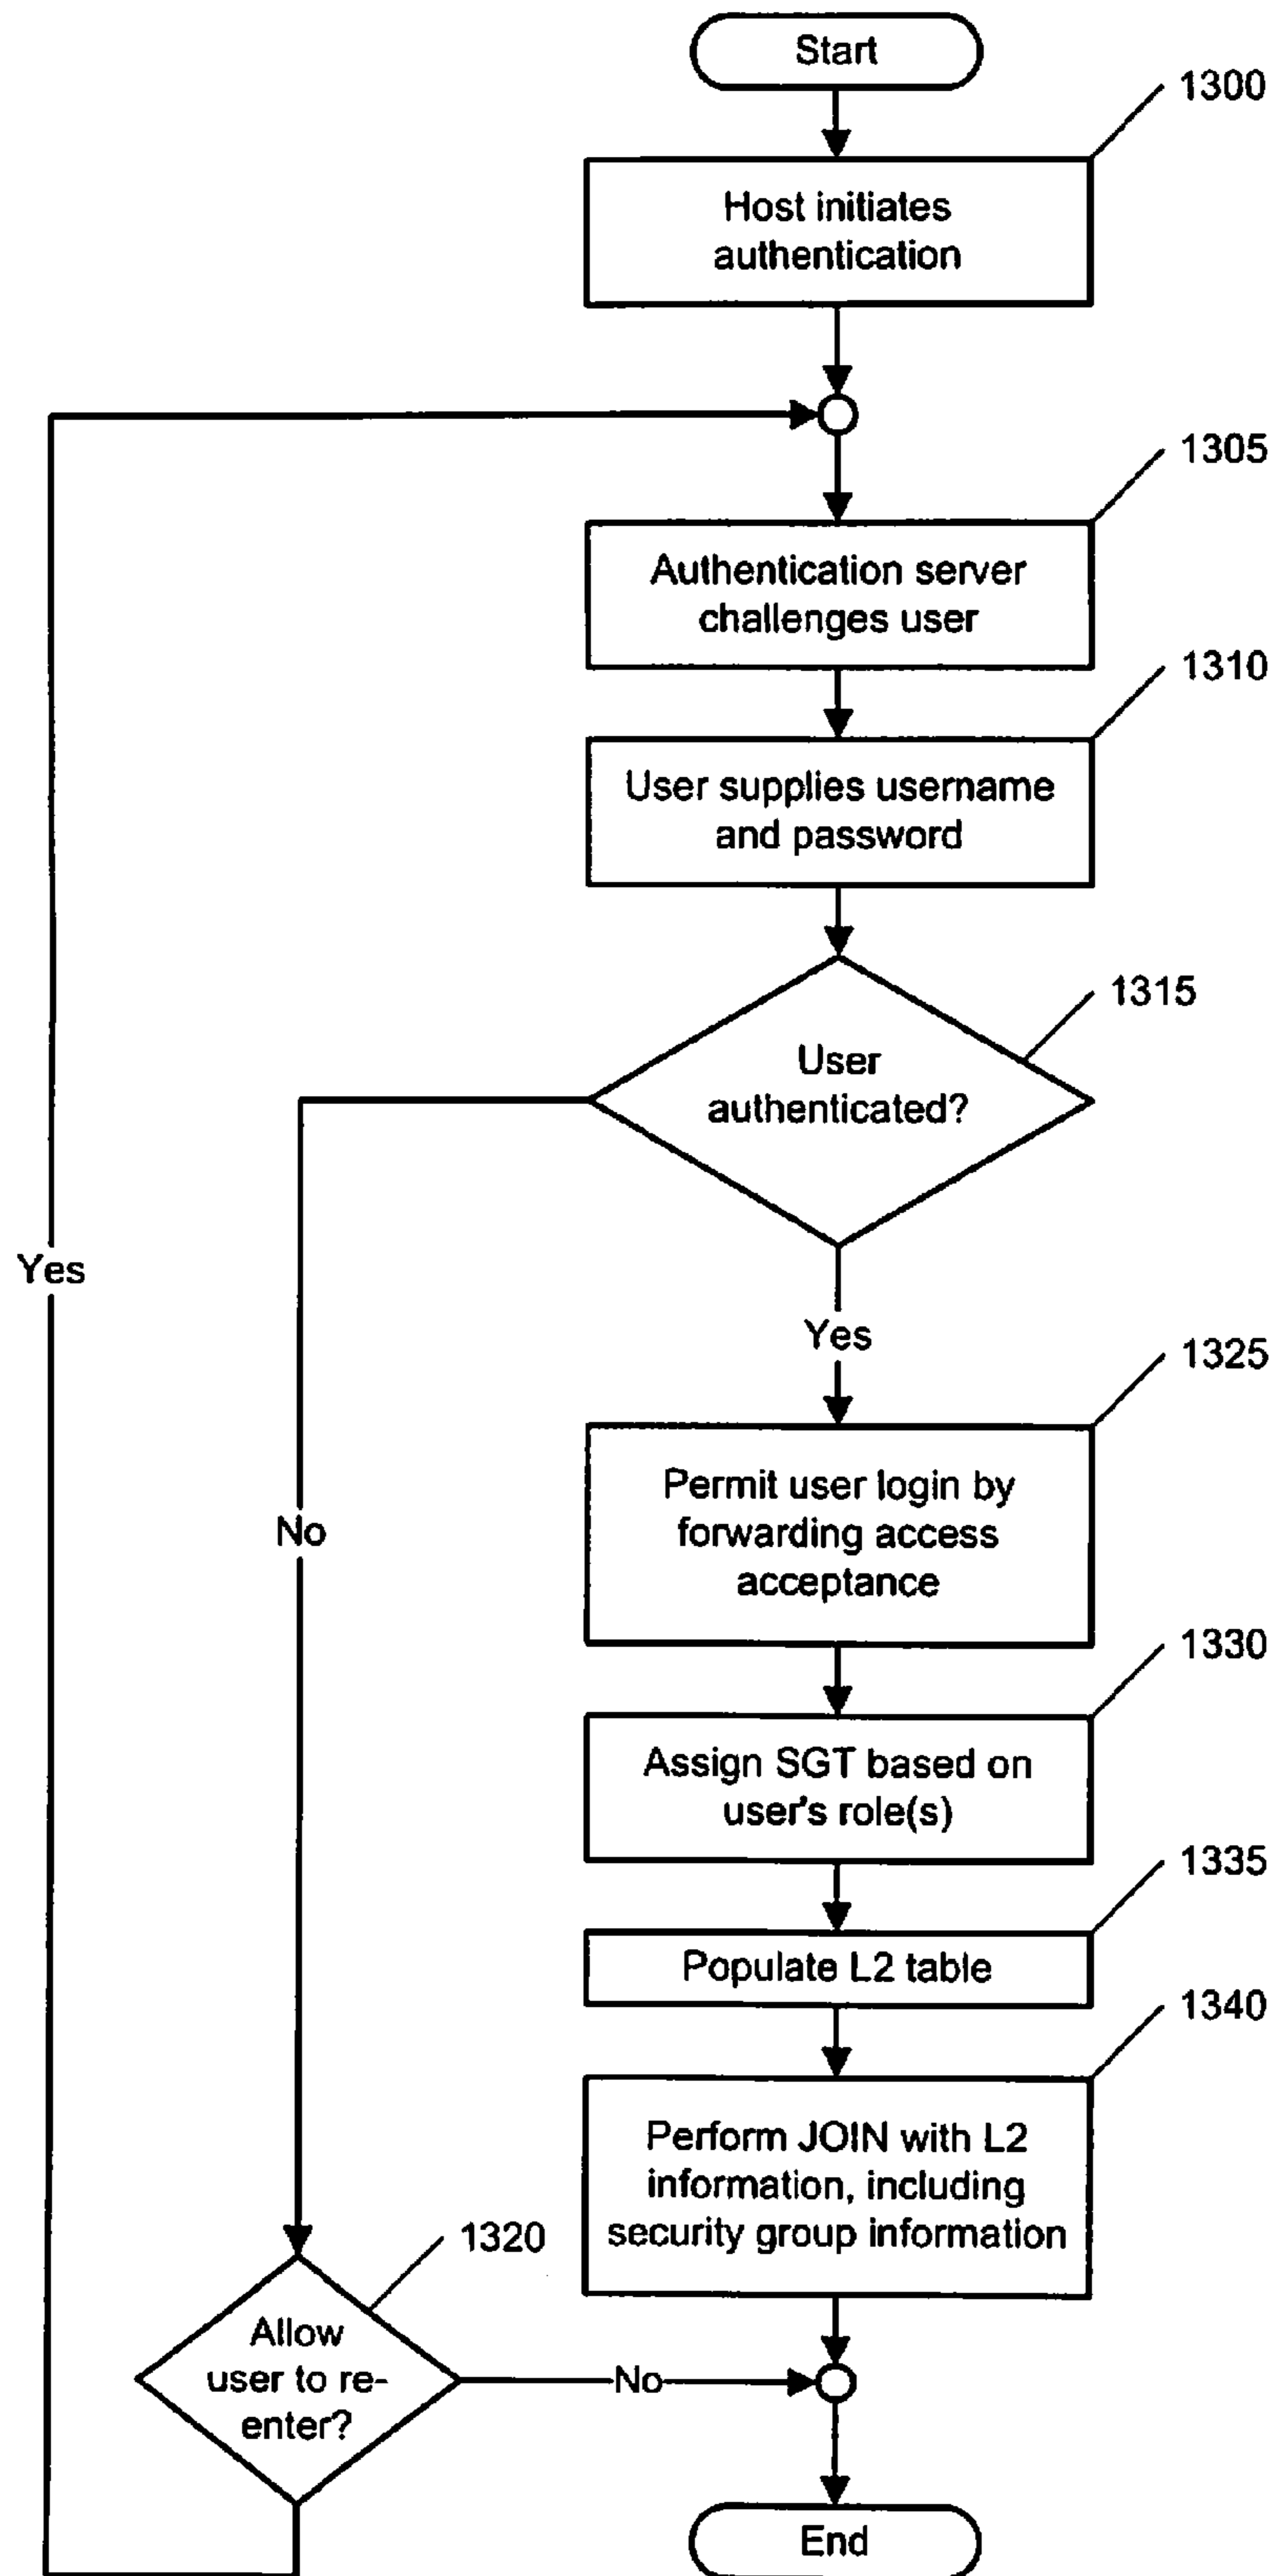 Start
1300
Host initiates
authentication
1305
Authentication server
challenges user
1310
User supplies username
and password
1315
User
authenticated?
Yes
Yes
1325
Permit user login by
forwarding access
acceptance
No
1330
Assign SGT based on
user's role(s)
1335
Populate L2 table
1340
Perform JOIN with L2
information, including
security group information
1320
Allow
user to re-
enter?
No
End